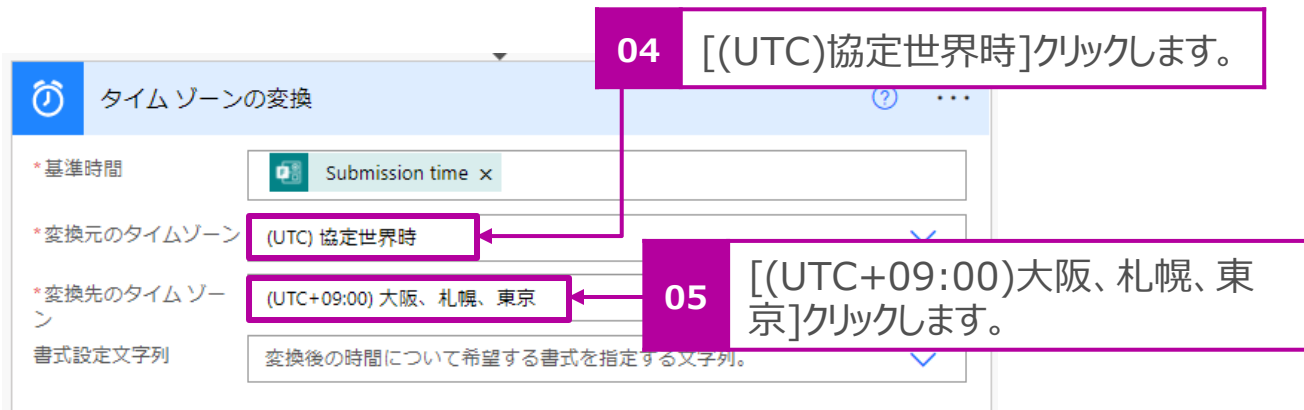 04 [(UTC)協定世界時]クリックします。
タイム ゾーンの変換
*基準時間 Submission time ×
*変換元のタイムゾーン (UTC) 協定世界時
*変換先のタイム ゾー
ン
(UTC+09:00) 大阪、札幌、東京
05 [(UTC+09:00)大阪、札幌、東
京]クリックします。
書式設定文字列 変換後の時間について希望する書式を指定する文字列。